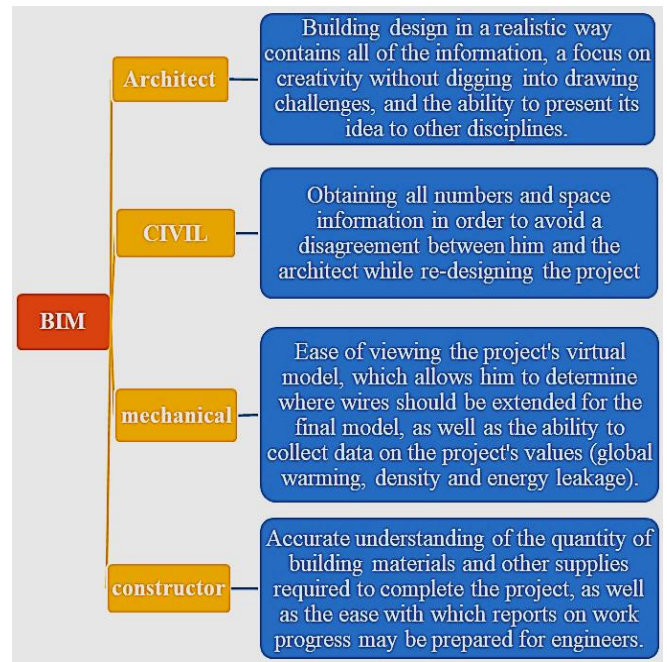 BIM
Architect
Building design in a realistic way
contains all of the information, a focus on
creativity without digging into drawing
challenges, and the ability to present its
idea to other disciplines.
CIVIL
Obtaining all numbers and space
information in order to avoid a
disagreement between him and the
architect while re-designing the project
mechanical
Ease of viewing the project's virtual
model, which allows him to determine
where wires should be extended for the
final model, as well as the ability to
collect data on the project's values (global
warming, density and energy leakage).
constructor
Accurate understanding of the quantity of
building materials and other supplies
required to complete the project, as well
as the ease with which reports on work
progress may be prepared for engineers.